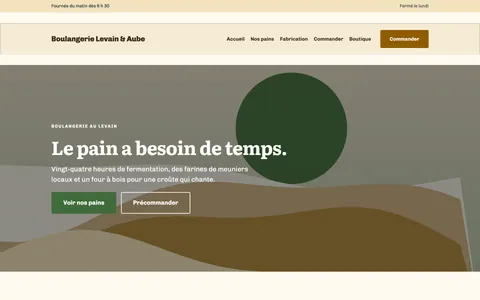 Fournée du matin dès 6 h 30
Fermé le lundi
Boulangerie Levain & Aube
Accueil Nos pains Fabrication Commander Boutique Commander
BOULANGERIE AU LEVAIN
Le pain a besoin de temps.
Vingt-quatre heures de fermentation, des farines de meuniers
locaux et un four à bois pour une croûte qui chante.
Voir nos pains
Précommander